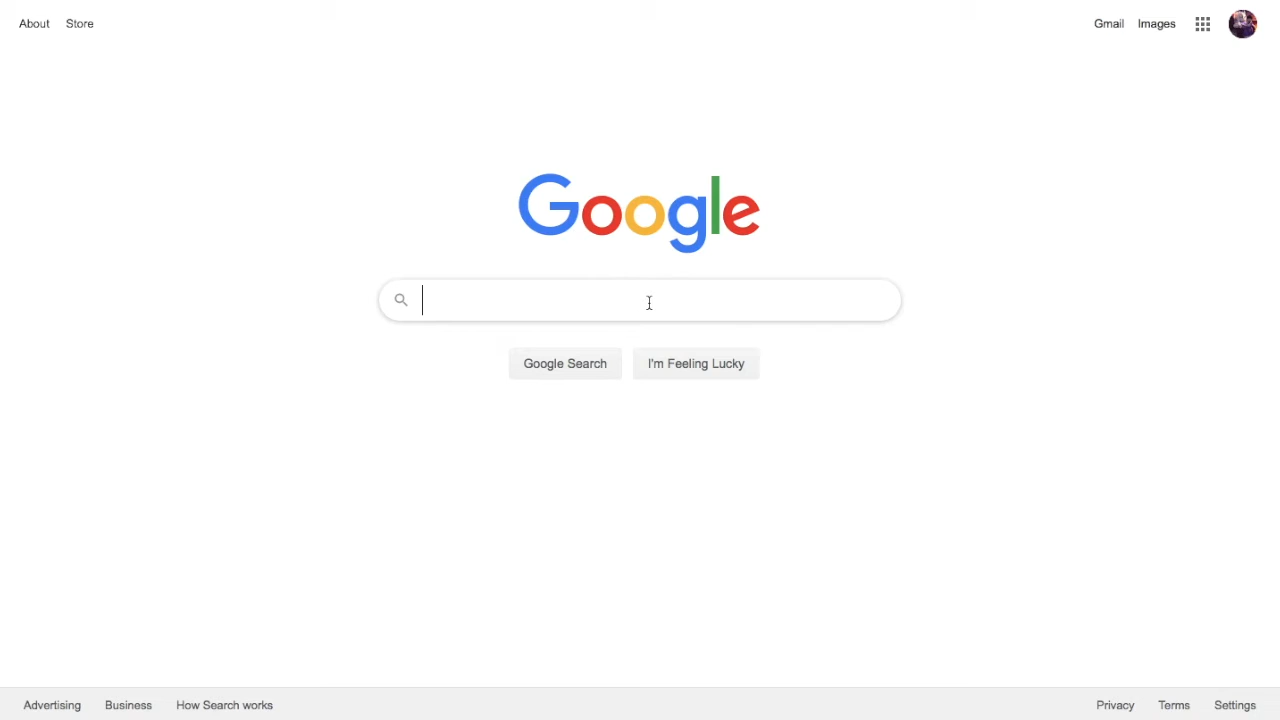 About Store Gmail Images
Google
Google Search I'm Feeling Lucky
Advertising Business How Search works Privacy Terms Settings